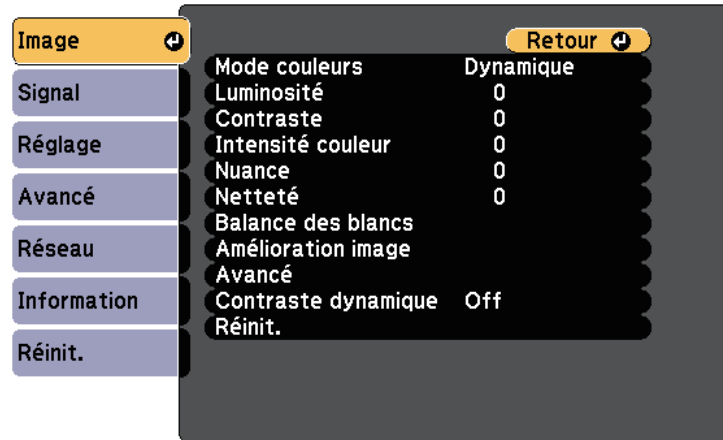 Image
Signal
Réglage
Avancé
Réseau
Information
Réinit.
Retour
Mode couleurs Dynamique
Luminosité 0
Contraste 0
Intensité couleur 0
Nuance 0
Netteté 0
Balance des blancs
Amélioration image
Avancé
Contraste dynamique Off
Réinit.